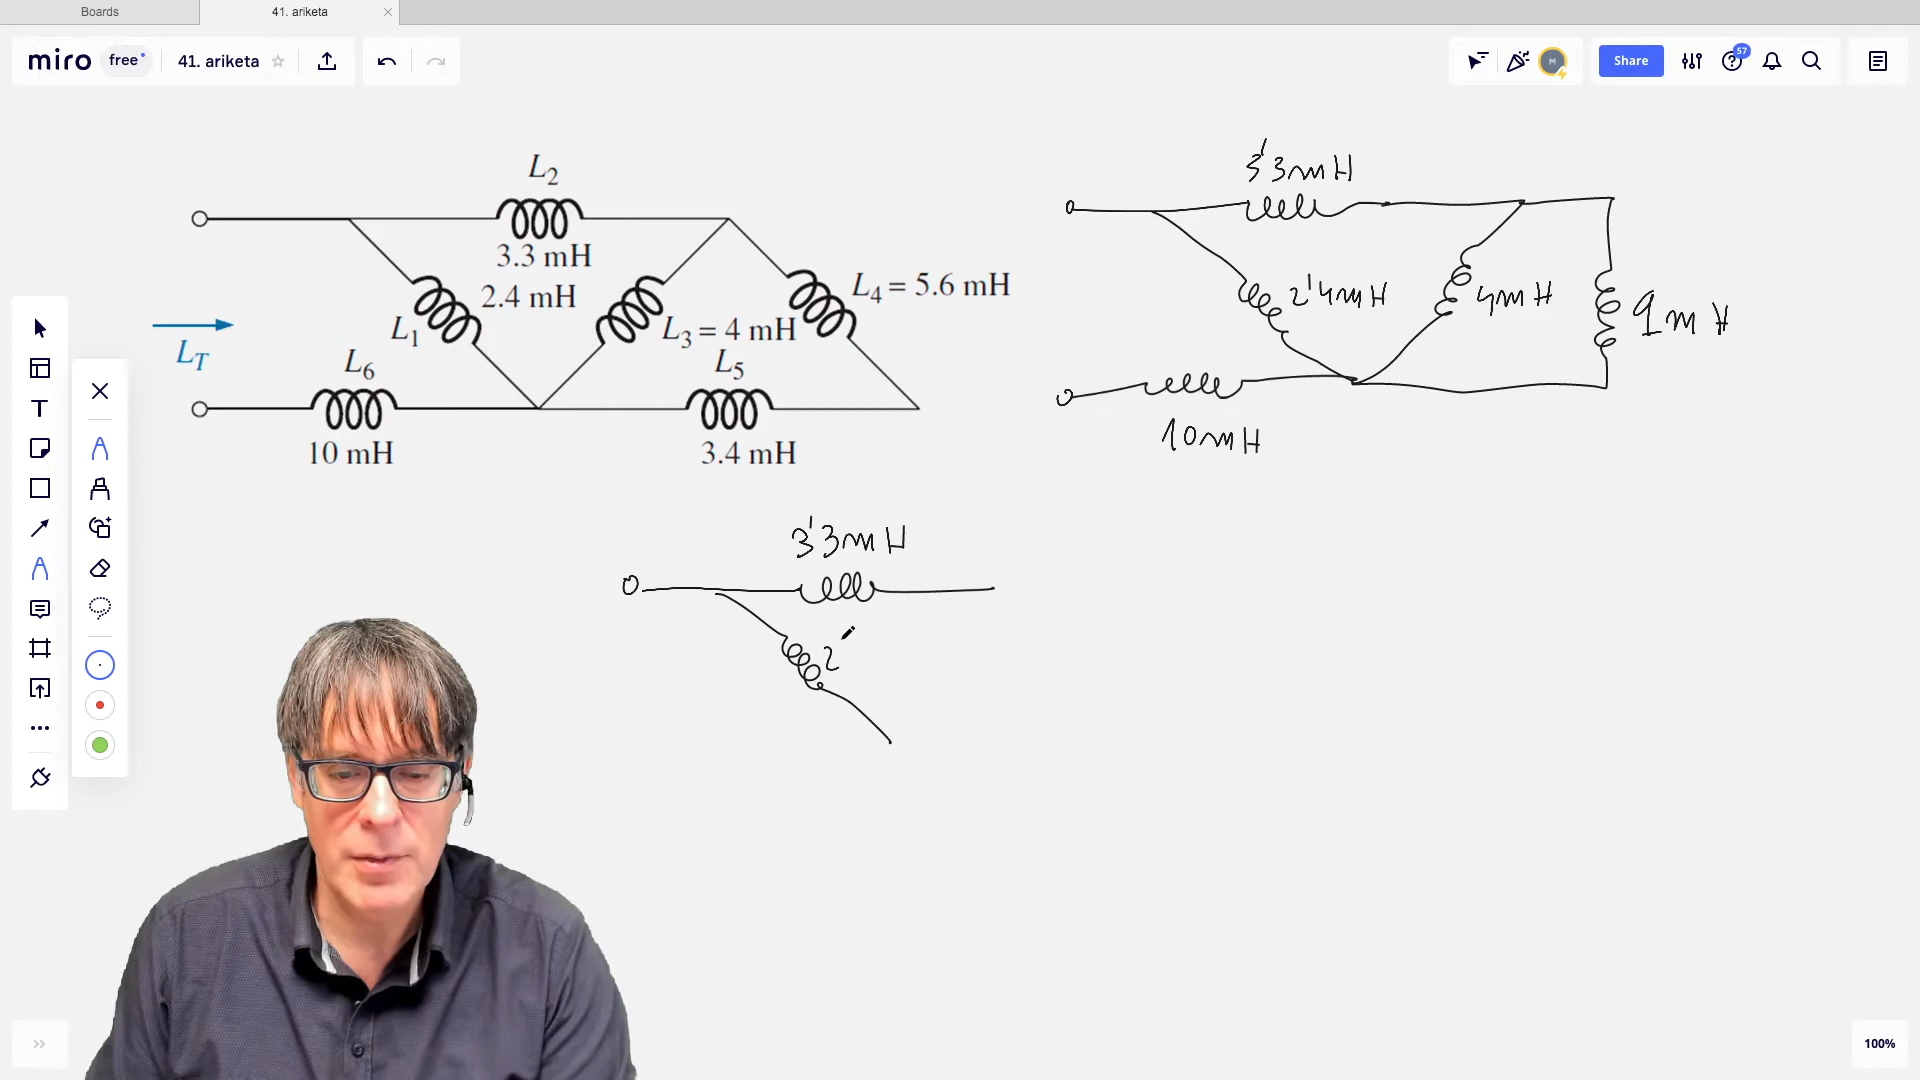 Boards
41. ariketa
miro
free
41. ariketa
Share
57
M
L2
3.3 mH
2.4 mH
L1
L4 = 5.6 mH
L3 = 4 mH
LT
L6
10 mH
L5
3.4 mH
3'3mH
2'4mH
4mH
9mH
10mH
3'3mH
2
T
100%